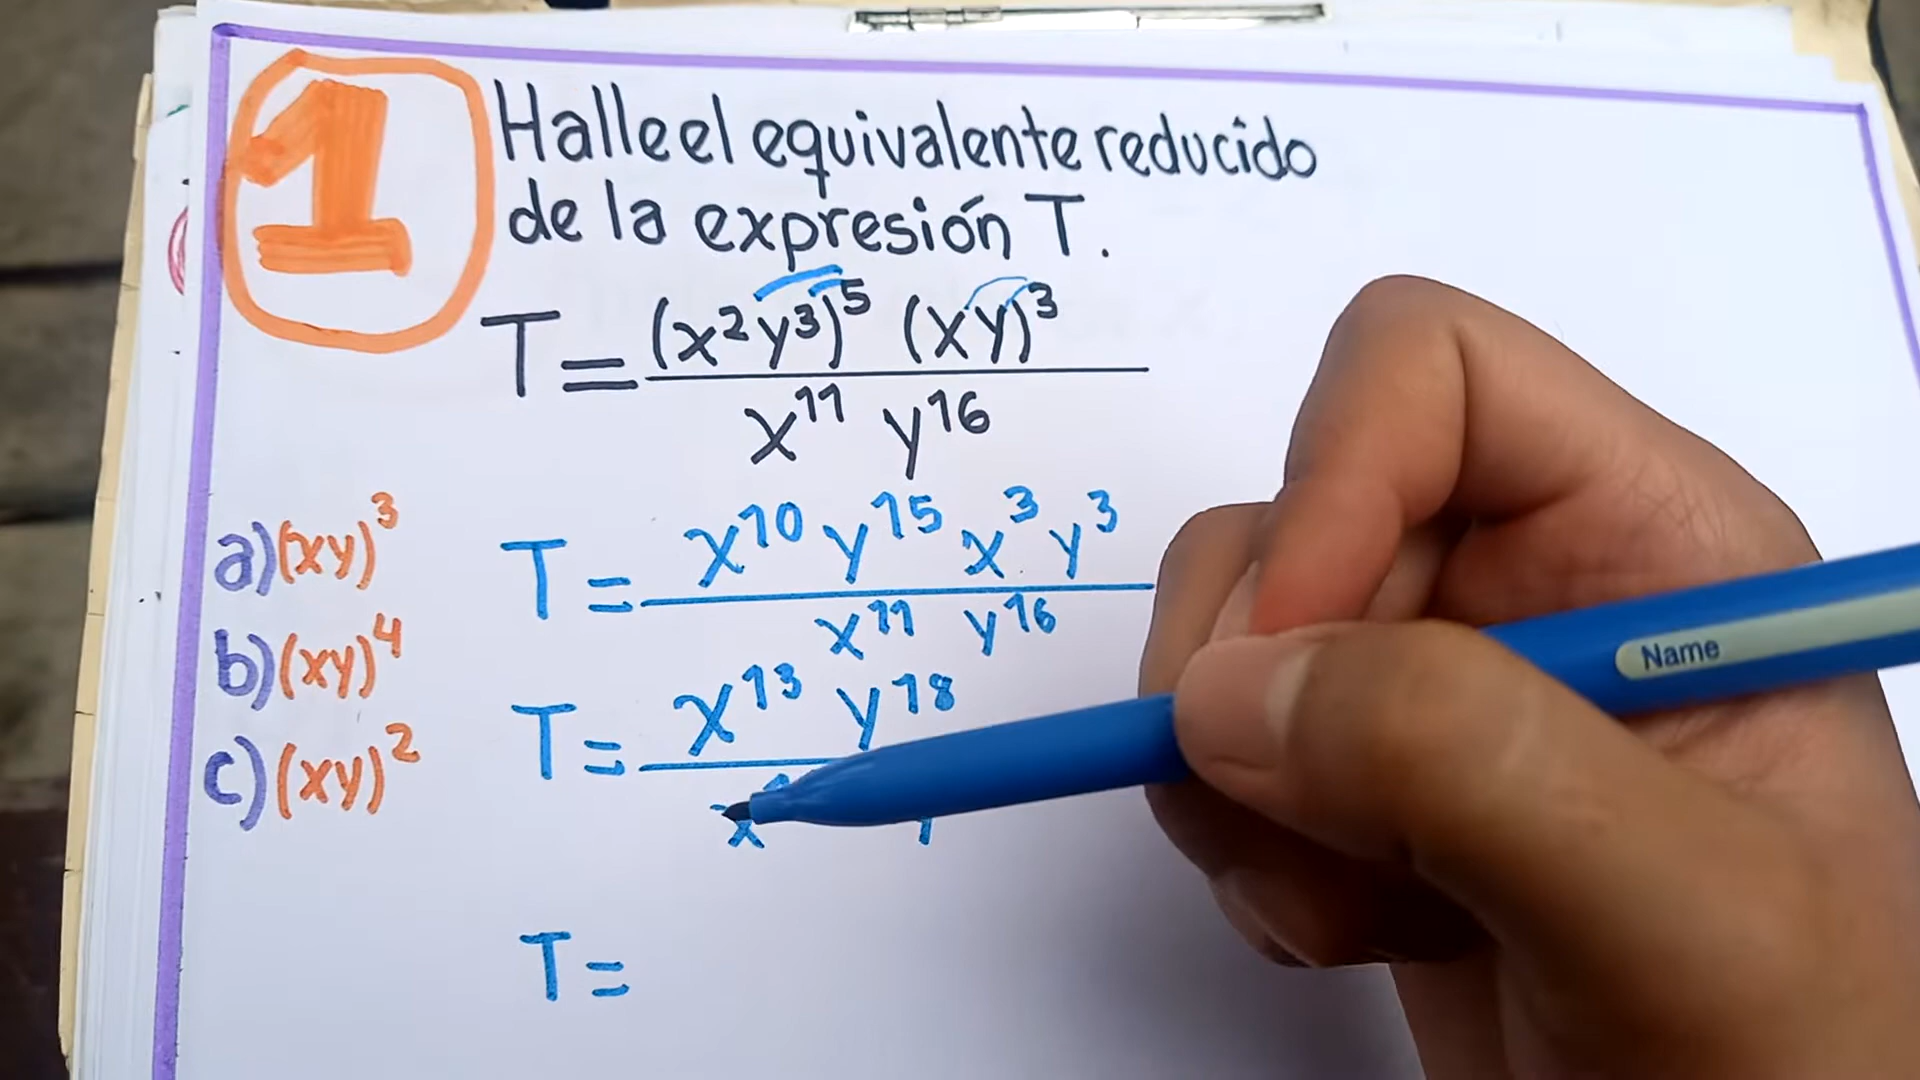 1
Halle el equivalente reducido
de la expresión T.
T = (x²y³)⁵ (xy)³
x¹¹ y¹⁶
a) (xy)³
b) (xy)⁴
c) (xy)²
T = x¹⁰ y¹⁵ x³ y³
x¹¹ y¹⁶
T = x¹³ y¹⁸
x
T =
Name